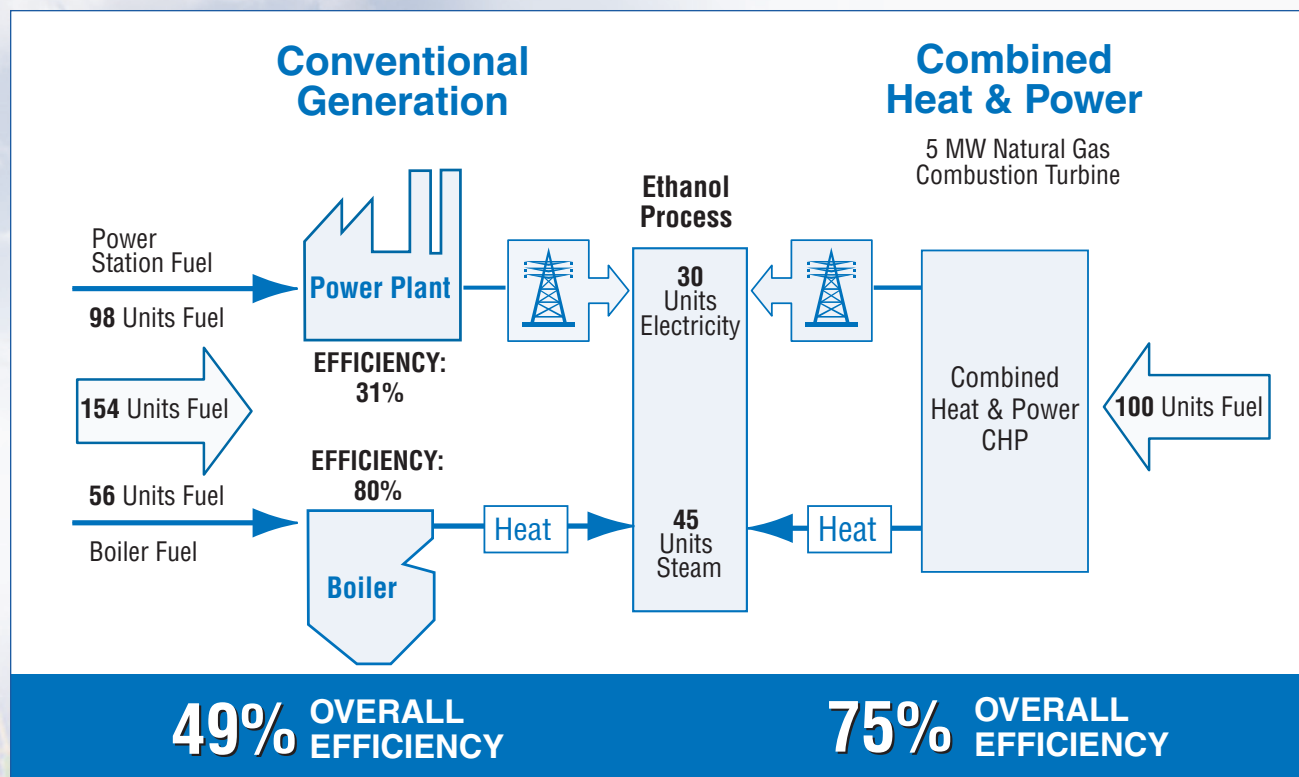 Conventional
Generation
Combined
Heat & Power
5 MW Natural Gas
Combustion Turbine
Ethanol
Process
Power
Station Fuel
98 Units Fuel
Power Plant
EFFICIENCY:
31%
30
Units
Electricity
154 Units Fuel
Combined
Heat & Power
CHP
100 Units Fuel
EFFICIENCY:
80%
56 Units Fuel
Boiler Fuel
Boiler
Heat
45
Units
Steam
Heat
49% OVERALL
EFFICIENCY
75% OVERALL
EFFICIENCY